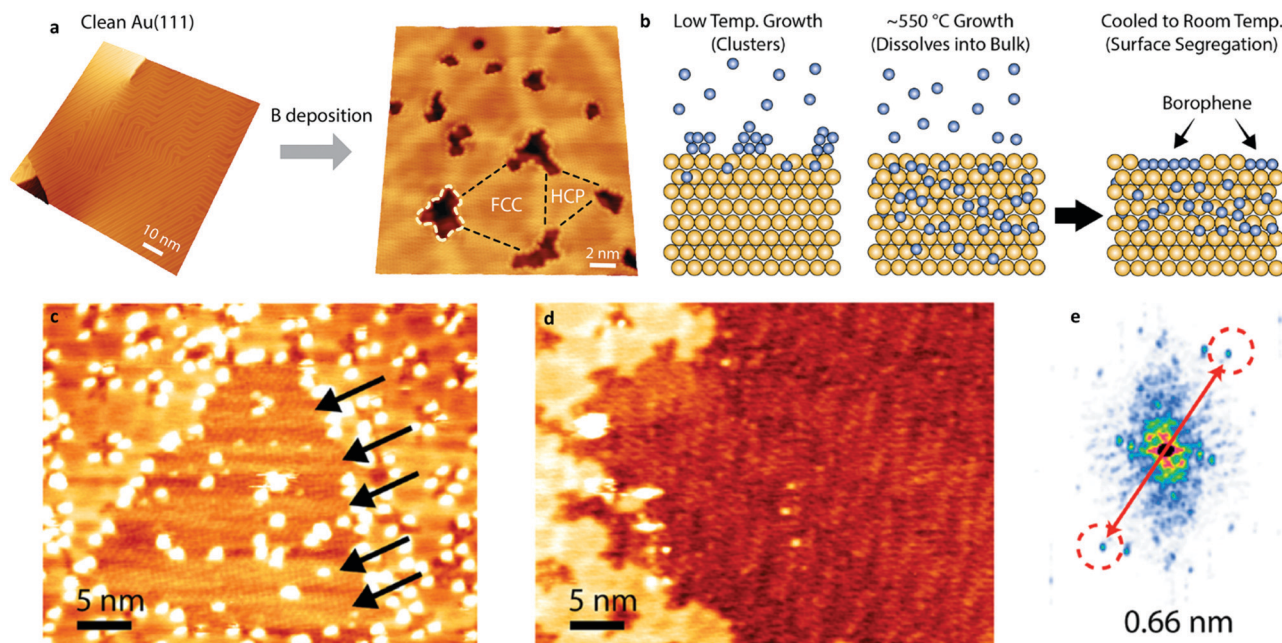 a
Clean Au(111)
10 nm
B deposition
FCC
HCP
2 nm
b
Low Temp. Growth
(Clusters)
~550 °C Growth
(Dissolves into Bulk)
Cooled to Room Temp.
(Surface Segregation)
Borophene
c
5 nm
d
5 nm
e
0.66 nm